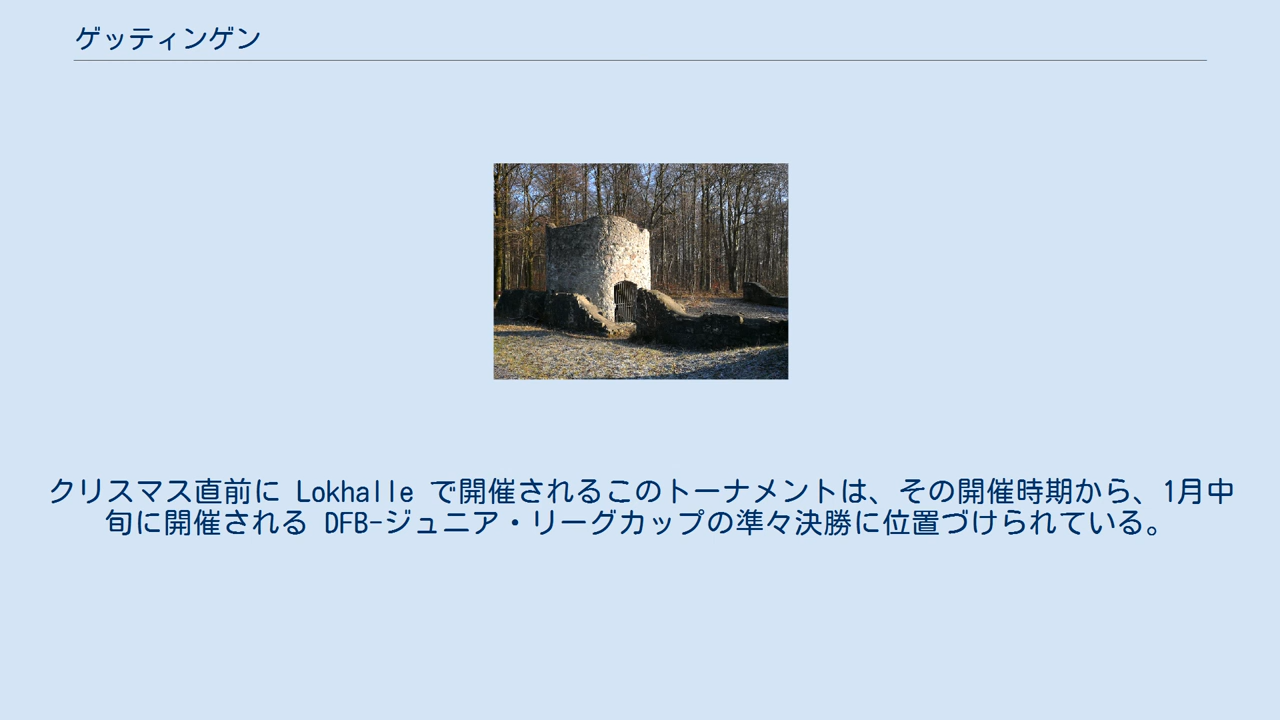 ゲッティンゲン
クリスマス直前に Lokhalle で開催されるこのトーナメントは、その開催時期から、1月中
旬に開催される DFB-ジュニア・リーグカップの準々決勝に位置づけられている。